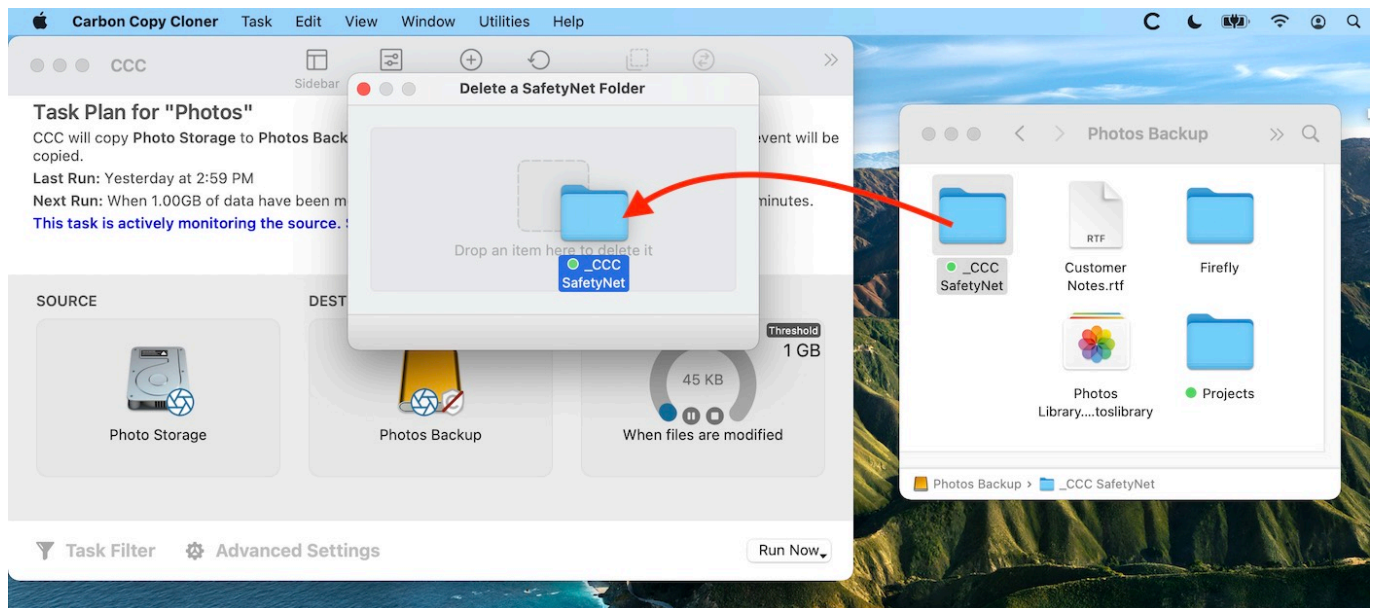 Carbon Copy Cloner Task Edit View Window Utilities Help
CCC
Sidebar
Delete a SafetyNet Folder
Task Plan for "Photos"
CCC will copy Photo Storage to Photos Back
event will be
copied.
Last Run: Yesterday at 2:59 PM
Next Run: When 1.00GB of data have been m
minutes.
This task is actively monitoring the source.
Drop an item here to delete it
_CCC
SafetyNet
SOURCE
DEST
Threshold
1 GB
45 KB
Photo Storage
Photos Backup
When files are modified
Task Filter
Advanced Settings
Run Now
Photos Backup
_CCC
SafetyNet
RTF
Customer
Notes.rtf
Firefly
Photos
Library....toslibrary
Projects
Photos Backup › _CCC SafetyNet